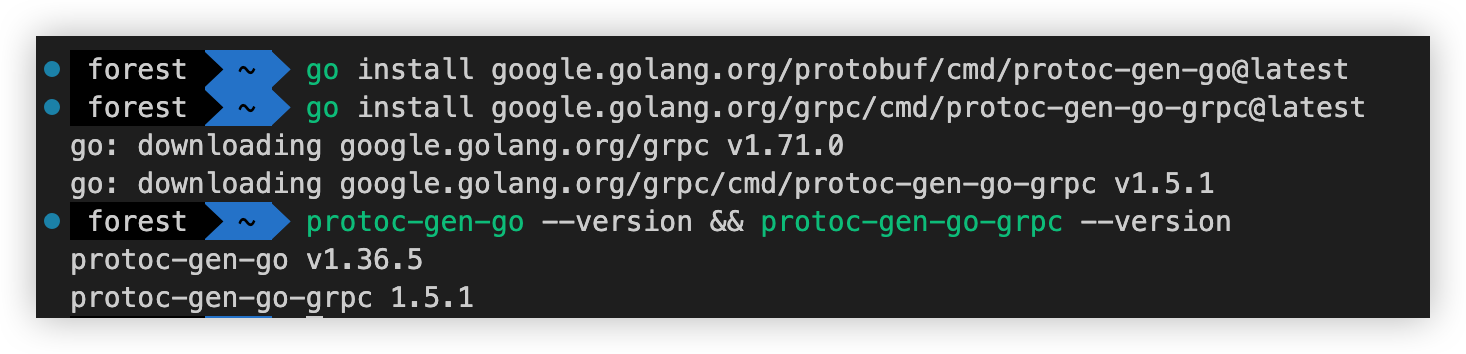 forest ~ go install google.golang.org/protobuf/cmd/protoc-gen-go@latest
forest ~ go install google.golang.org/grpc/cmd/protoc-gen-go-grpc@latest
go: downloading google.golang.org/grpc v1.71.0
go: downloading google.golang.org/grpc/cmd/protoc-gen-go-grpc v1.5.1
forest ~ protoc-gen-go --version && protoc-gen-go-grpc --version
protoc-gen-go v1.36.5
protoc-gen-go-grpc 1.5.1